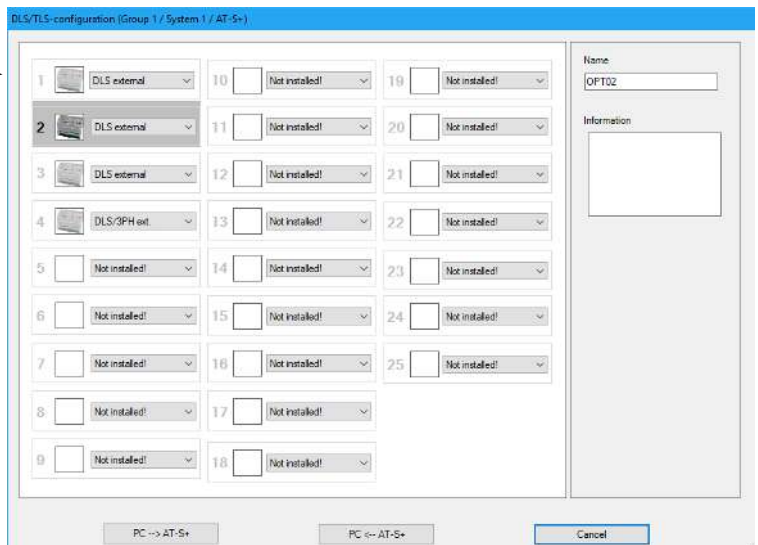 DLS/TLS-configuration (Group 1 / System 1 / AT-S+)
1 DLS external
2 DLS external
3 DLS external
4 DLS/3PH ext.
5 Not installed!
6 Not installed!
7 Not installed!
8 Not installed!
9 Not installed!
10 Not installed!
11 Not installed!
12 Not installed!
13 Not installed!
14 Not installed!
15 Not installed!
16 Not installed!
17 Not installed!
18 Not installed!
19 Not installed!
20 Not installed!
21 Not installed!
22 Not installed!
23 Not installed!
24 Not installed!
25 Not installed!
Name
OPT02
Information
PC --> AT-S+
PC <-- AT-S+
Cancel